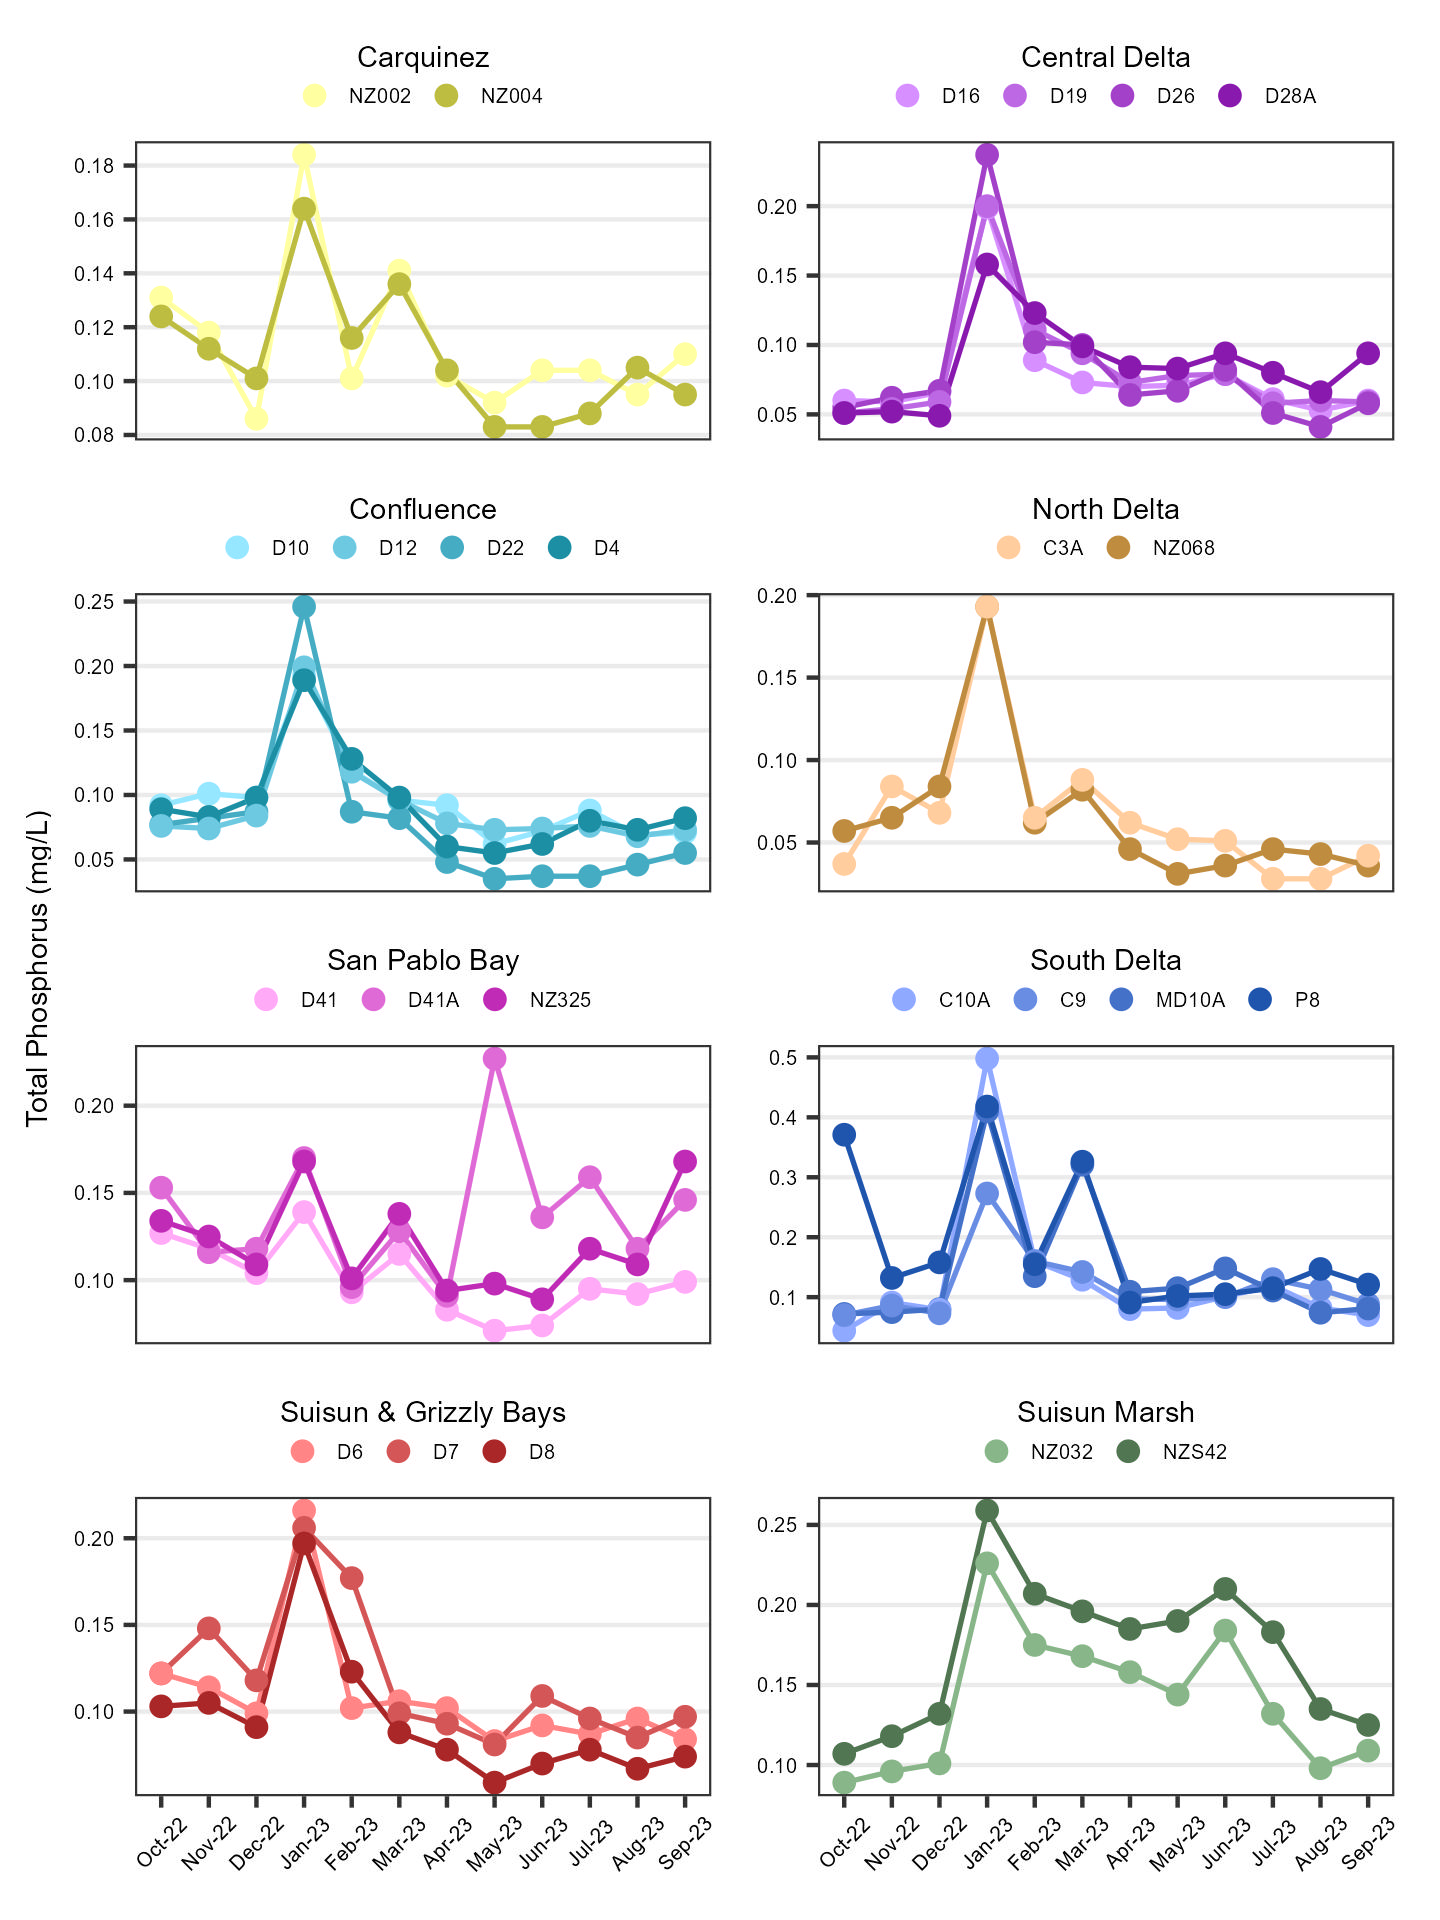 Total Phosphorus (mg/L)
Carquinez
NZ002 NZ004
0.18
0.16
0.14
0.12
0.10
0.08
Central Delta
D16 D19 D26 D28A
0.20
0.15
0.10
0.05
Confluence
D10 D12 D22 D4
0.25
0.20
0.15
0.10
0.05
North Delta
C3A NZ068
0.20
0.15
0.10
0.05
San Pablo Bay
D41 D41A NZ325
0.20
0.15
0.10
South Delta
C10A C9 MD10A P8
0.5
0.4
0.3
0.2
0.1
Suisun & Grizzly Bays
D6 D7 D8
0.20
0.15
0.10
Oct-22 Nov-22 Dec-22 Jan-23 Feb-23 Mar-23 Apr-23 May-23 Jun-23 Jul-23 Aug-23 Sep-23
Suisun Marsh
NZ032 NZS42
0.25
0.20
0.15
0.10
Oct-22 Nov-22 Dec-22 Jan-23 Feb-23 Mar-23 Apr-23 May-23 Jun-23 Jul-23 Aug-23 Sep-23